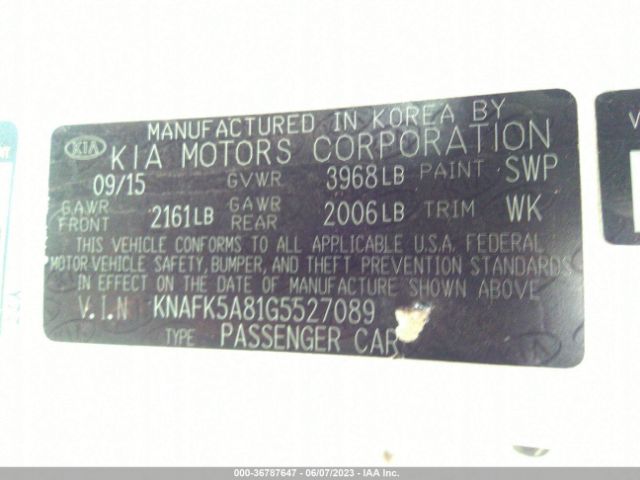 MANUFACTURED IN KOREA BY
KIA KIA MOTORS CORPORATION
09/15 GVWR 3968LB PAINT SWP
GAWR FRONT 2161LB GAWR REAR 2006LB TRIM WK
THIS VEHICLE CONFORMS TO ALL APPLICABLE U.S.A. FEDERAL
MOTOR VEHICLE SAFETY, BUMPER, AND THEFT PREVENTION STANDARDS
IN EFFECT ON THE DATE OF MANUFACTURE SHOWN ABOVE
V.I.N KNAFK5A81G5527089
TYPE PASSENGER CAR
000-36787647 - 06/07/2023 - IAAI.COM